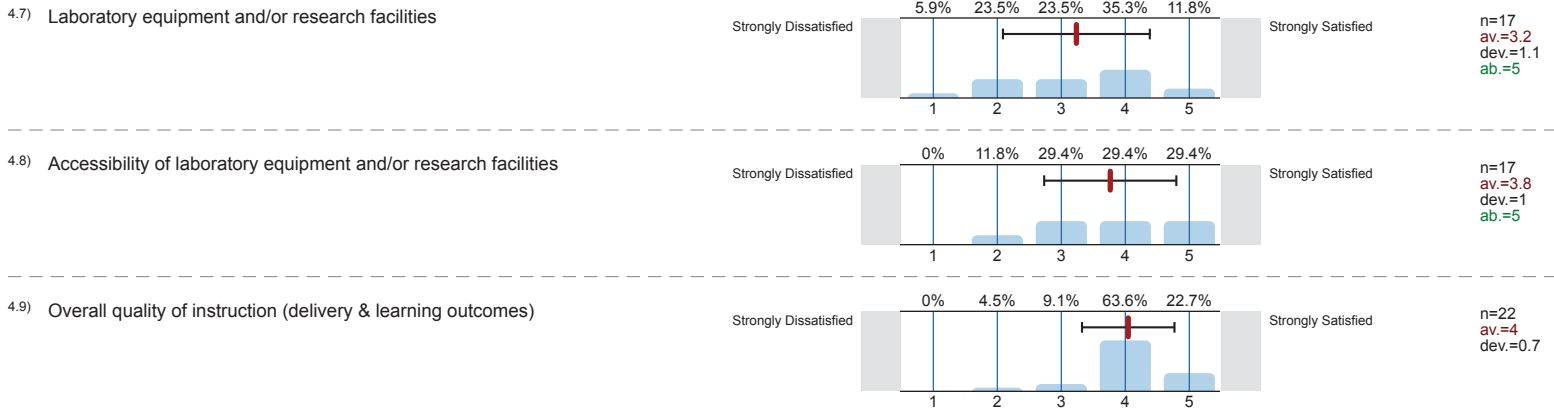 4.7) Laboratory equipment and/or research facilities
5.9% 23.5% 23.5% 35.3% 11.8%
Strongly Dissatisfied
Strongly Satisfied
1 2 3 4 5
n=17
av.=3.2
dev.=1.1
ab.=5
4.8) Accessibility of laboratory equipment and/or research facilities
0% 11.8% 29.4% 29.4% 29.4%
Strongly Dissatisfied
Strongly Satisfied
1 2 3 4 5
n=17
av.=3.8
dev.=1
ab.=5
4.9) Overall quality of instruction (delivery & learning outcomes)
0% 4.5% 9.1% 63.6% 22.7%
Strongly Dissatisfied
Strongly Satisfied
1 2 3 4 5
n=22
av.=4
dev.=0.7